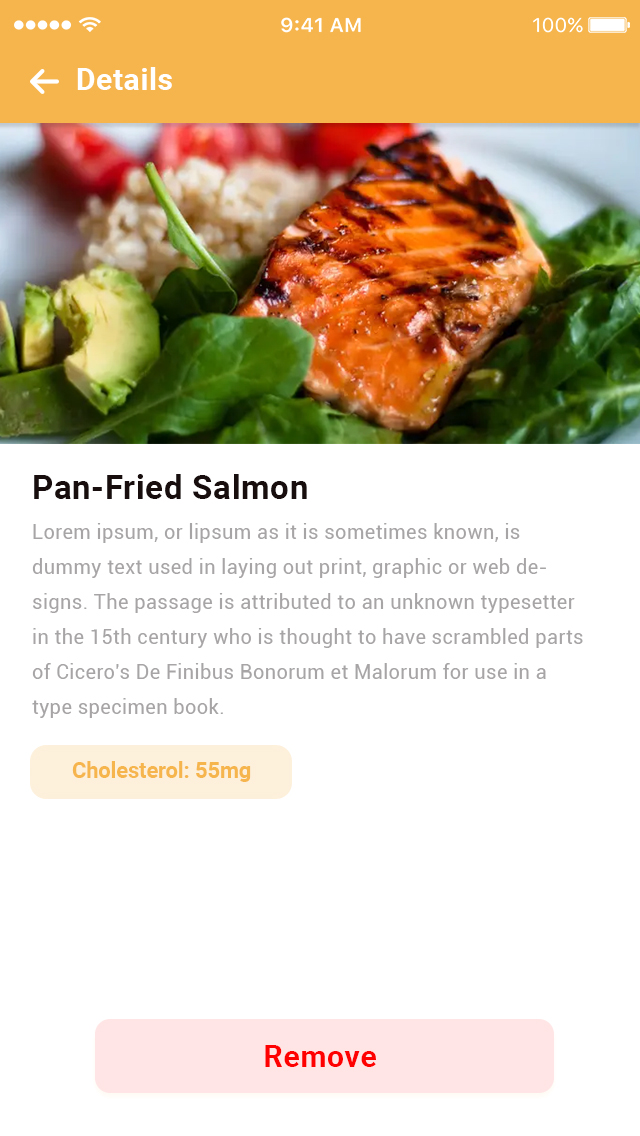 9:41 AM
100%
Details
Pan-Fried Salmon
Lorem ipsum, or lipsum as it is sometimes known, is
dummy text used in laying out print, graphic or web de-
signs. The passage is attributed to an unknown typesetter
in the 15th century who is thought to have scrambled parts
of Cicero's De Finibus Bonorum et Malorum for use in a
type specimen book.
Cholesterol: 55mg
Remove